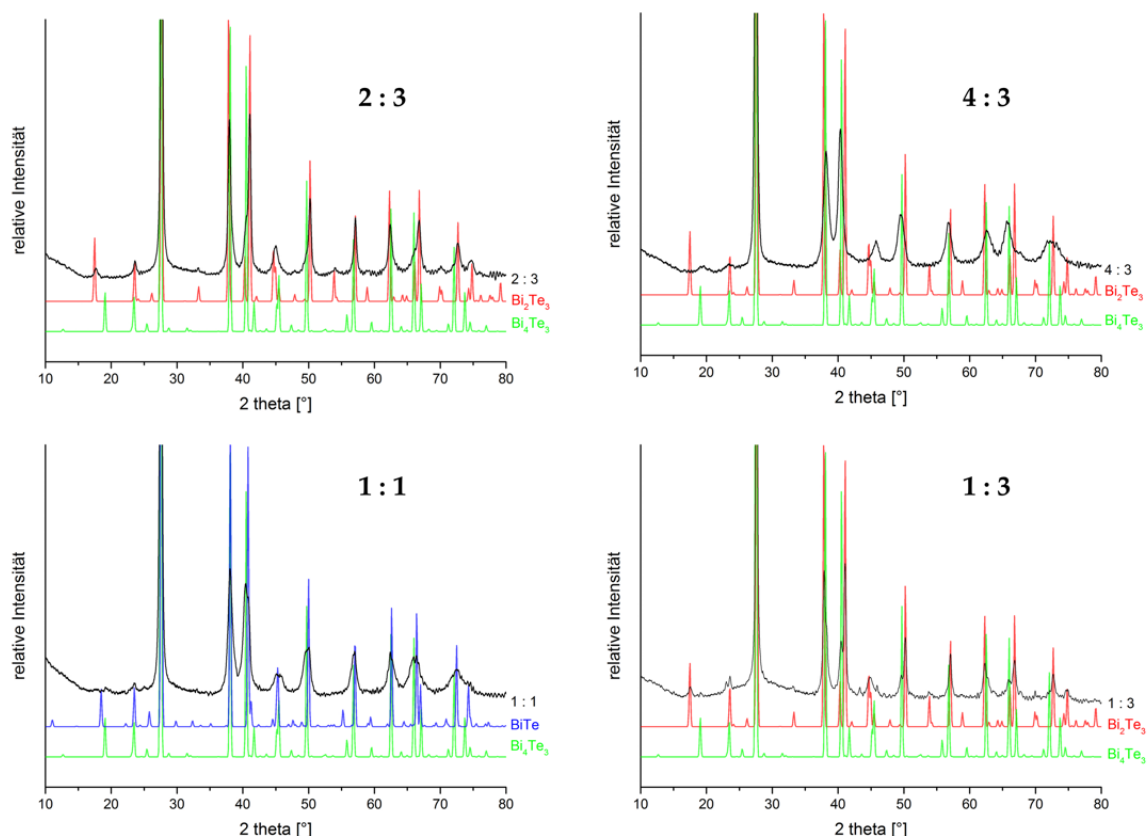 2 : 3
relative Intensität
2 : 3
Bi₂Te₃
Bi₄Te₃
10 20 30 40 50 60 70 80
2 theta [°]
4 : 3
relative Intensität
4 : 3
Bi₂Te₃
Bi₄Te₃
10 20 30 40 50 60 70 80
2 theta [°]
1 : 1
relative Intensität
1 : 1
BiTe
Bi₄Te₃
10 20 30 40 50 60 70 80
2 theta [°]
1 : 3
relative Intensität
1 : 3
Bi₂Te₃
Bi₄Te₃
10 20 30 40 50 60 70 80
2 theta [°]